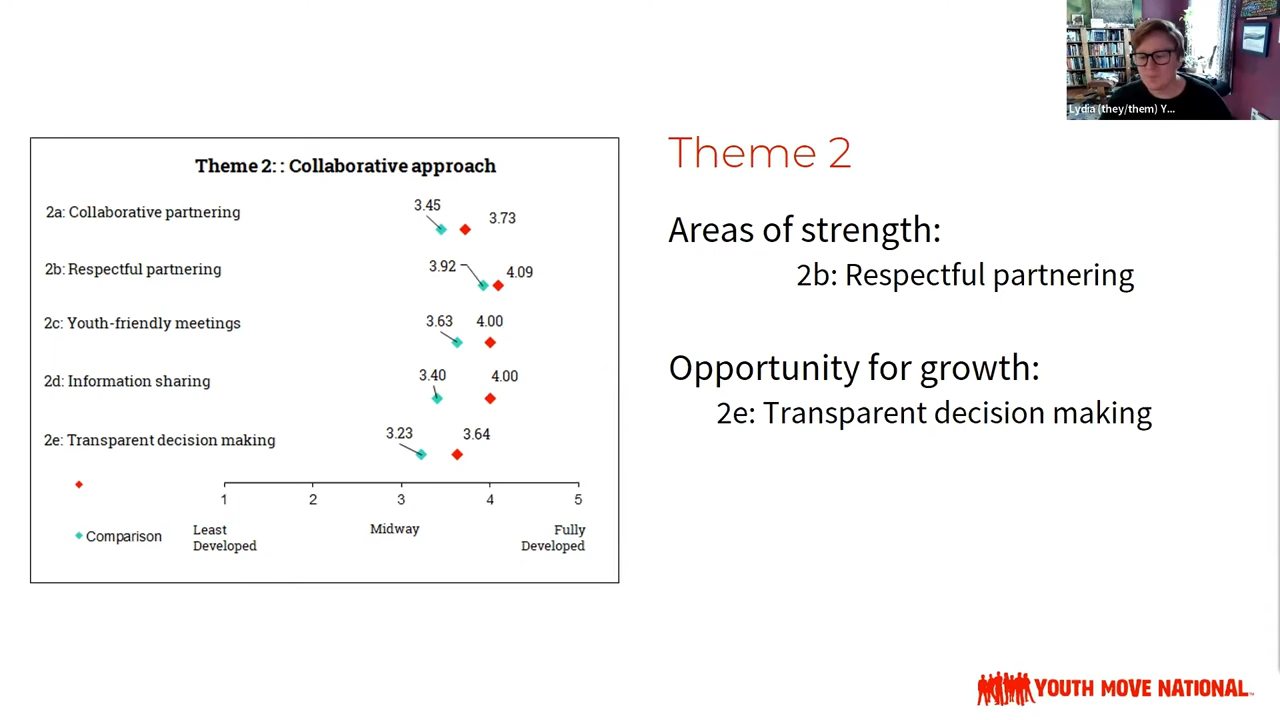 Lydia (they/them) Y...
Theme 2: : Collaborative approach
2a: Collaborative partnering
3.45
3.73
2b: Respectful partnering
3.92
4.09
2c: Youth-friendly meetings
3.63
4.00
2d: Information sharing
3.40
4.00
2e: Transparent decision making
3.23
3.64
1 2 3 4 5
Comparison
Least Developed
Midway
Fully Developed
Theme 2
Areas of strength:
2b: Respectful partnering
Opportunity for growth:
2e: Transparent decision making
YOUTH MOVE NATIONAL